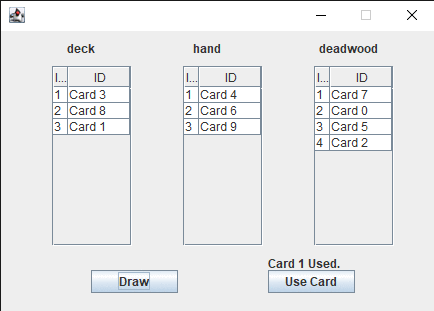 deck hand deadwood
I... ID I... ID I... ID
1 Card 3 1 Card 4 1 Card 7
2 Card 8 2 Card 6 2 Card 0
3 Card 1 3 Card 9 3 Card 5
4 Card 2
Card 1 Used.
Draw Use Card